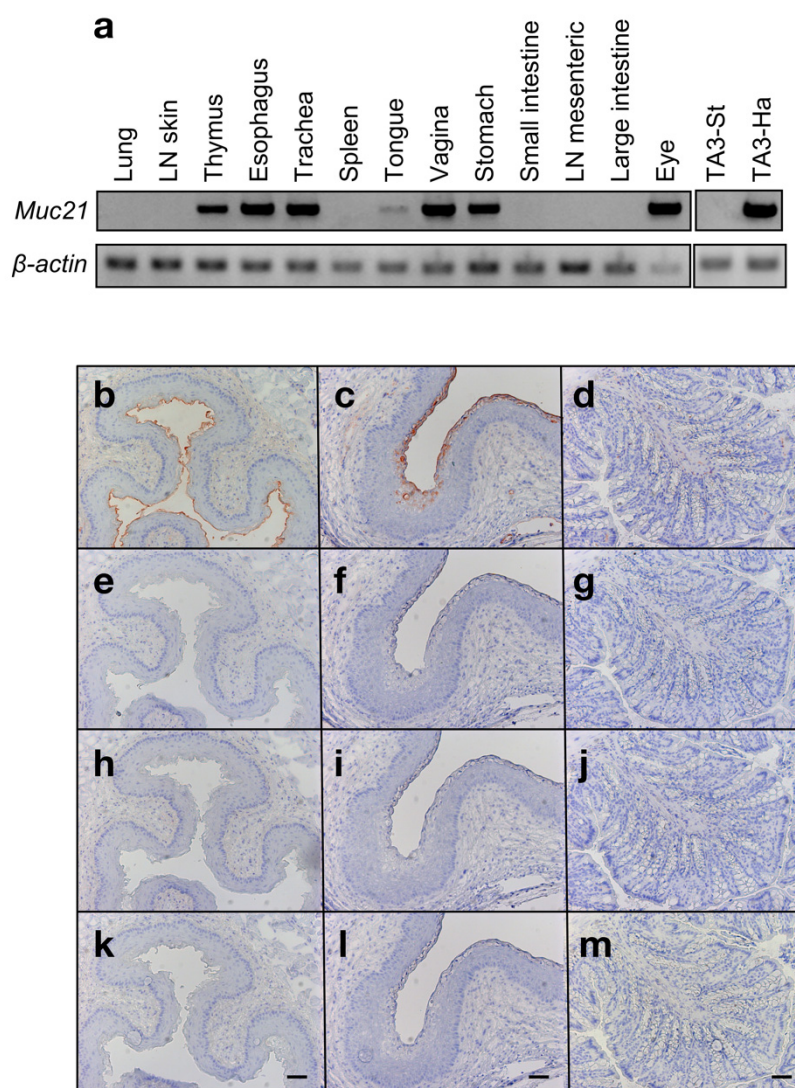 a
Lung
LN skin
Thymus
Esophagus
Trachea
Spleen
Tongue
Vagina
Stomach
Small intestine
LN mesenteric
Large intestine
Eye
TA3-St
TA3-Ha
Muc21
β-actin
b
c
d
e
f
g
h
i
j
k
l
m